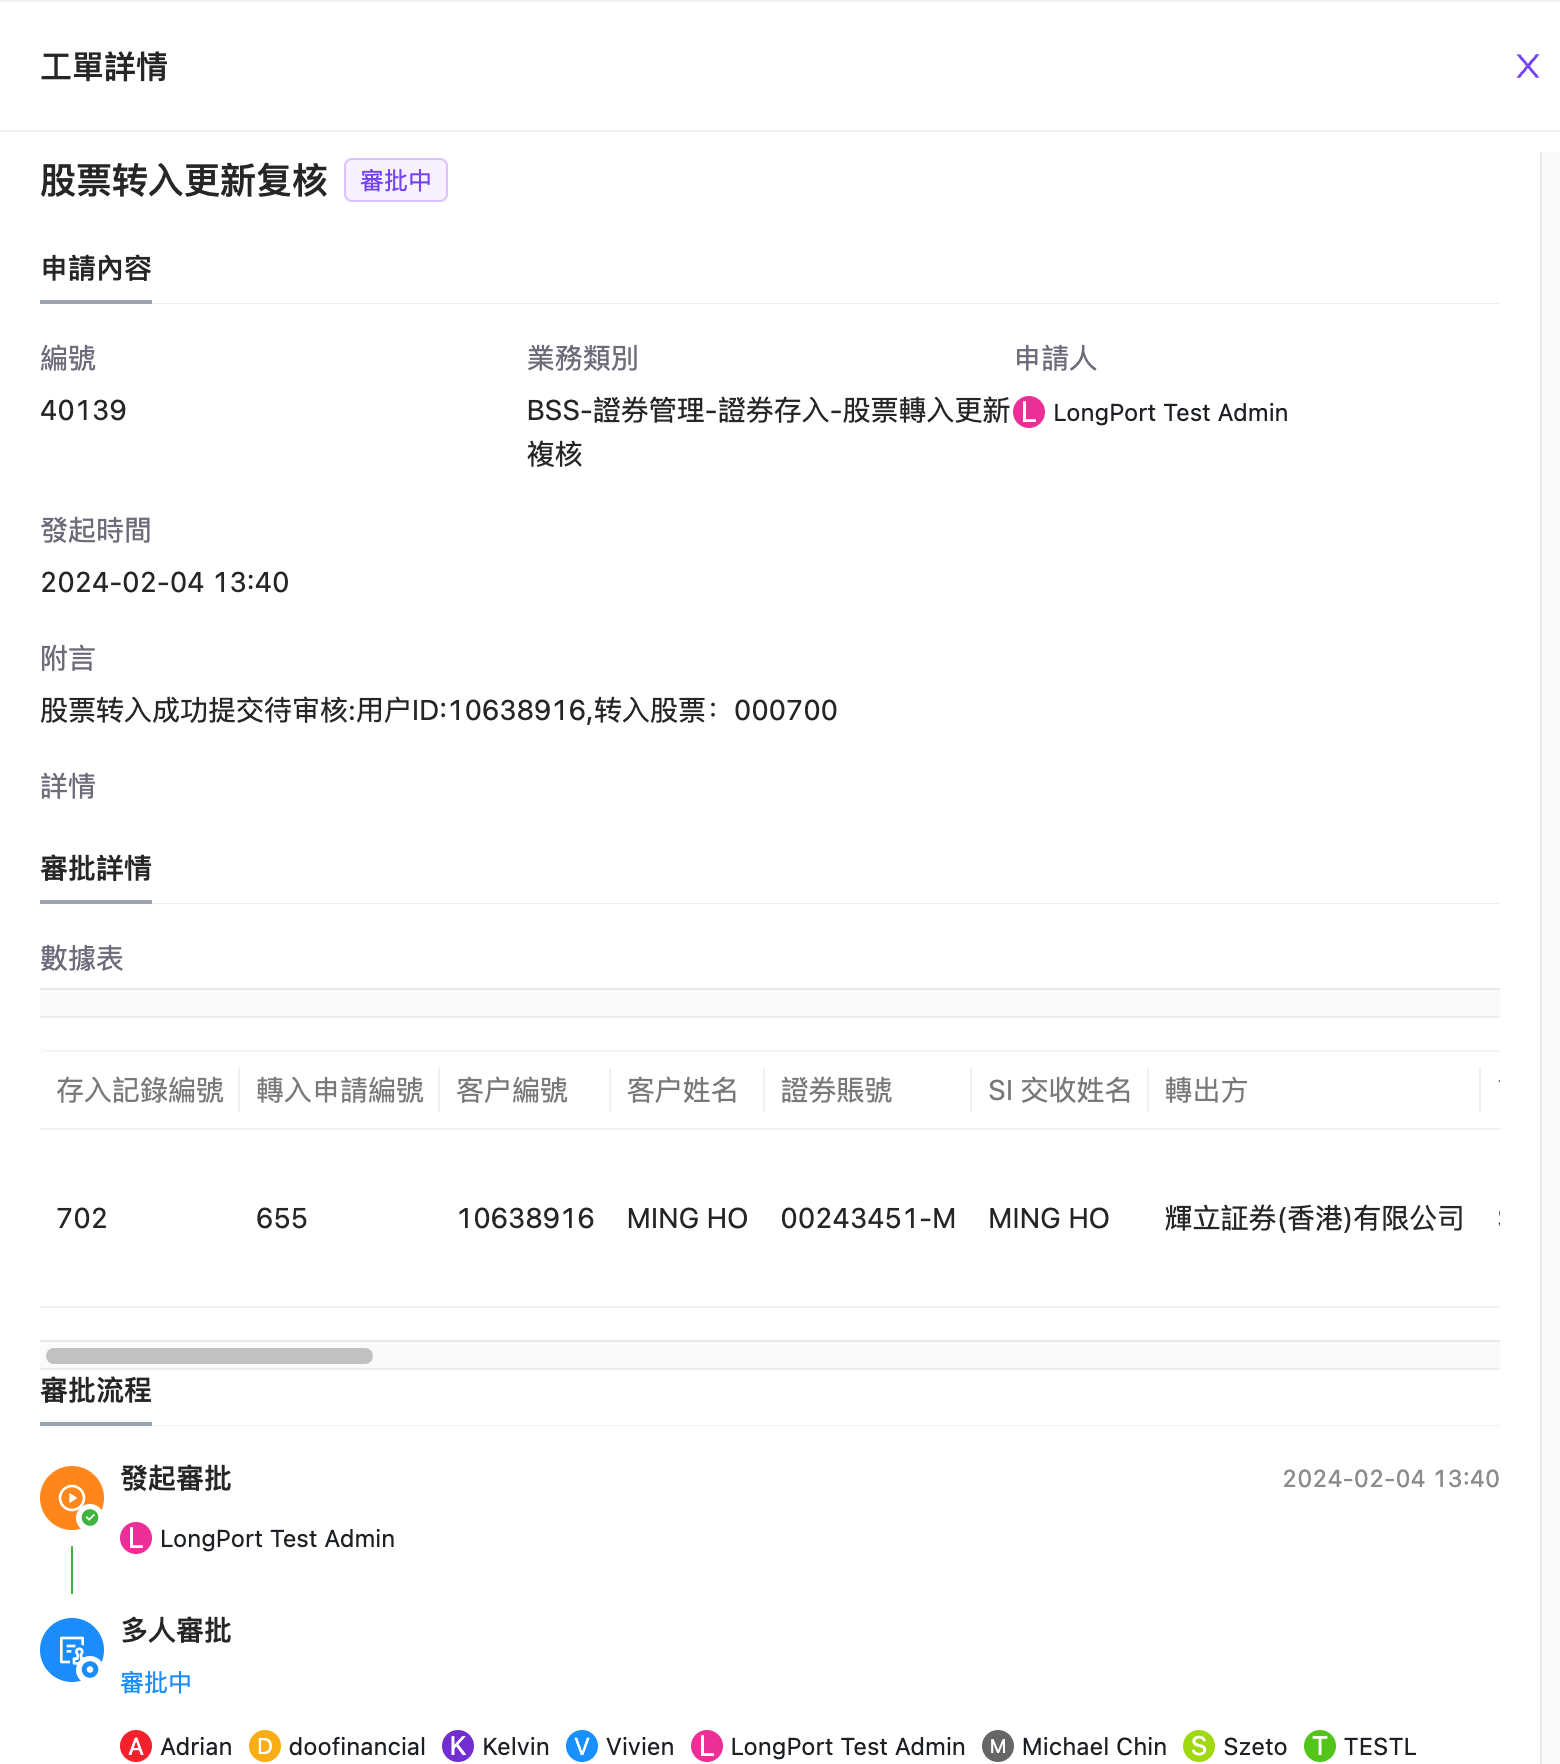 工單詳情
股票转入更新复核 審批中
申請內容
編號 業務類別 申請人
40139 BSS-證券管理-證券存入-股票轉入更新 L LongPort Test Admin
複核
發起時間
2024-02-04 13:40
附言
股票转入成功提交待审核:用户ID:10638916,转入股票：000700
詳情
審批詳情
數據表
存入記錄編號 轉入申請編號 客户編號 客户姓名 證券賬號 SI 交收姓名 轉出方
702 655 10638916 MING HO 00243451-M MING HO 輝立証券(香港)有限公司
審批流程
發起審批 2024-02-04 13:40
L LongPort Test Admin
多人審批
審批中
A Adrian D doofinancial K Kelvin V Vivien L LongPort Test Admin M Michael Chin S Szeto T TESTL